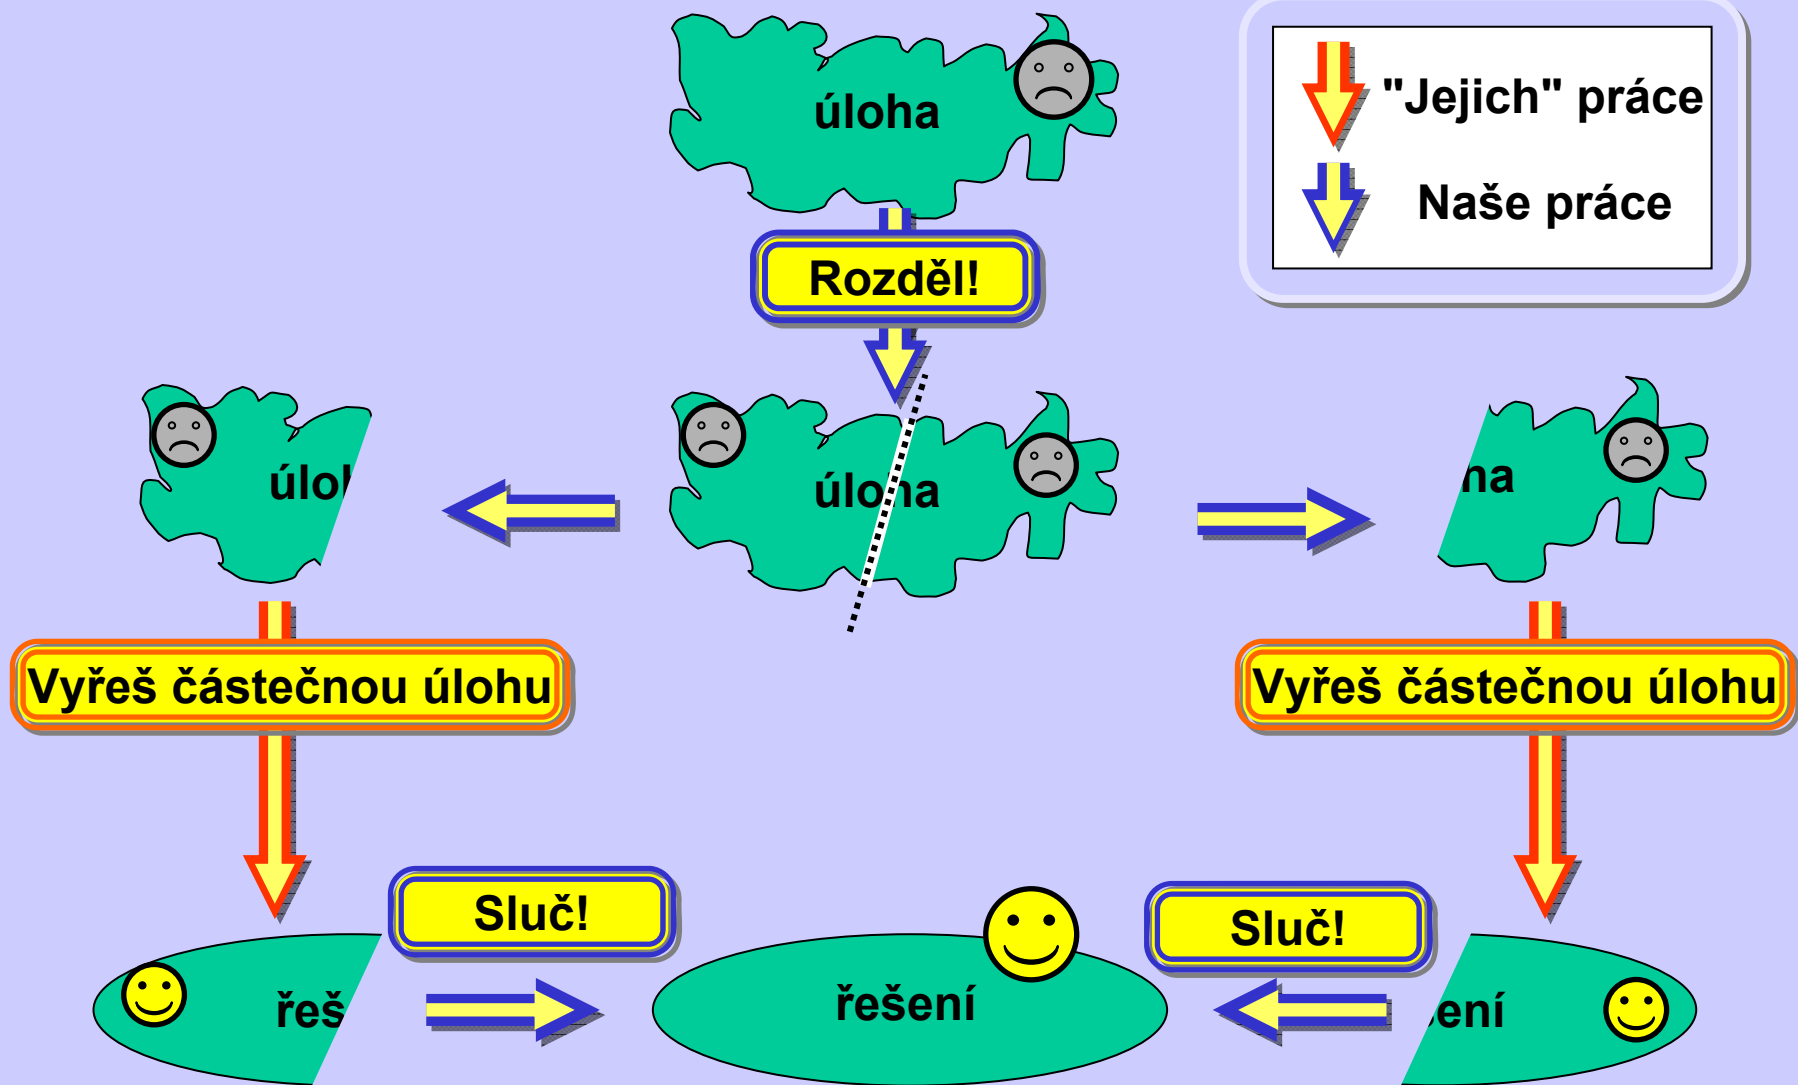 úloha
"Jejich" práce
Naše práce
Rozděl!
úloh
úloha
ha
Vyřeš částečnou úlohu
Vyřeš částečnou úlohu
Sluč!
Sluč!
řeš
řešení
ení